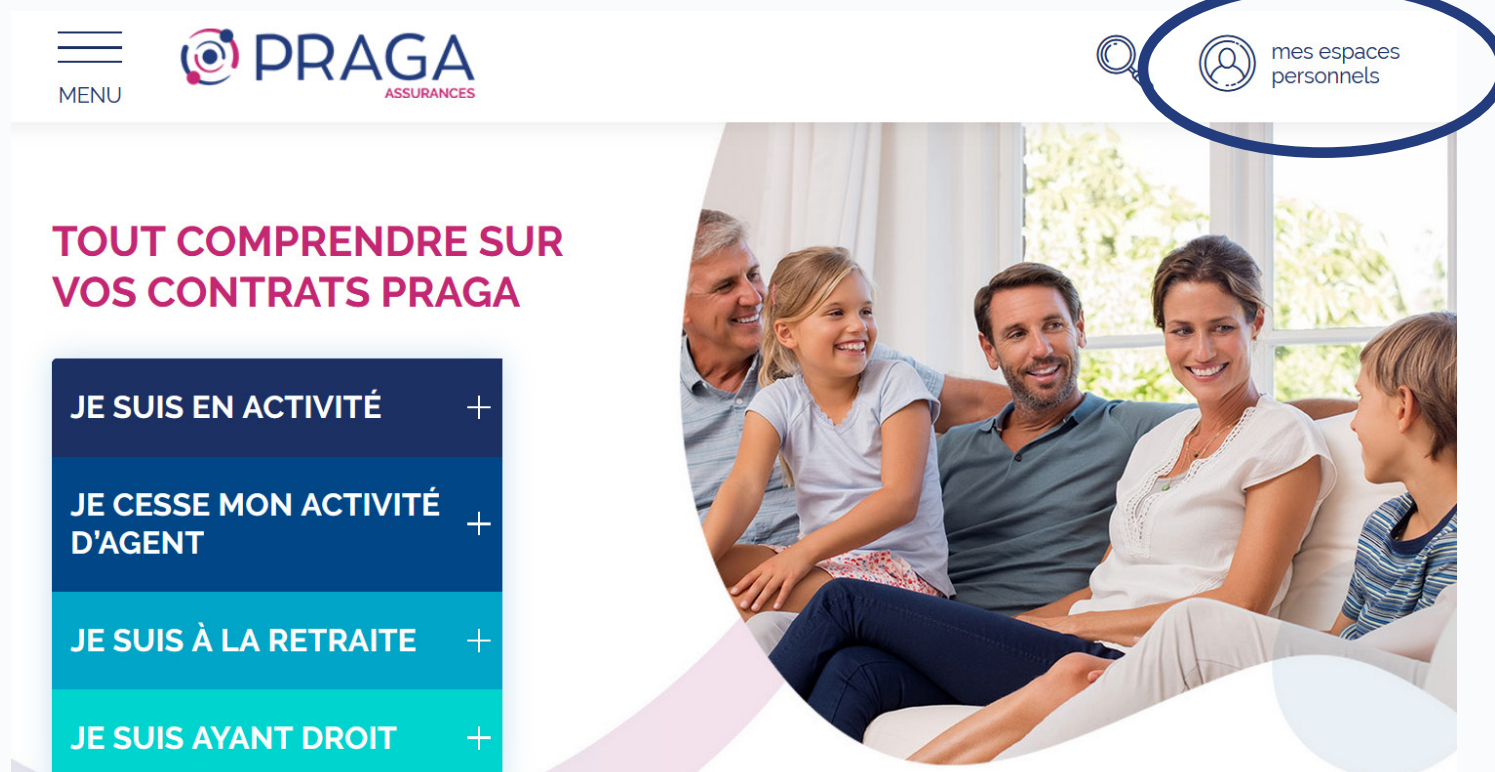 MENU
PRAGA
ASSURANCES
mes espaces
personnels
TOUT COMPRENDRE SUR
VOS CONTRATS PRAGA
JE SUIS EN ACTIVITÉ +
JE CESSE MON ACTIVITÉ
D’AGENT +
JE SUIS À LA RETRAITE +
JE SUIS AYANT DROIT +